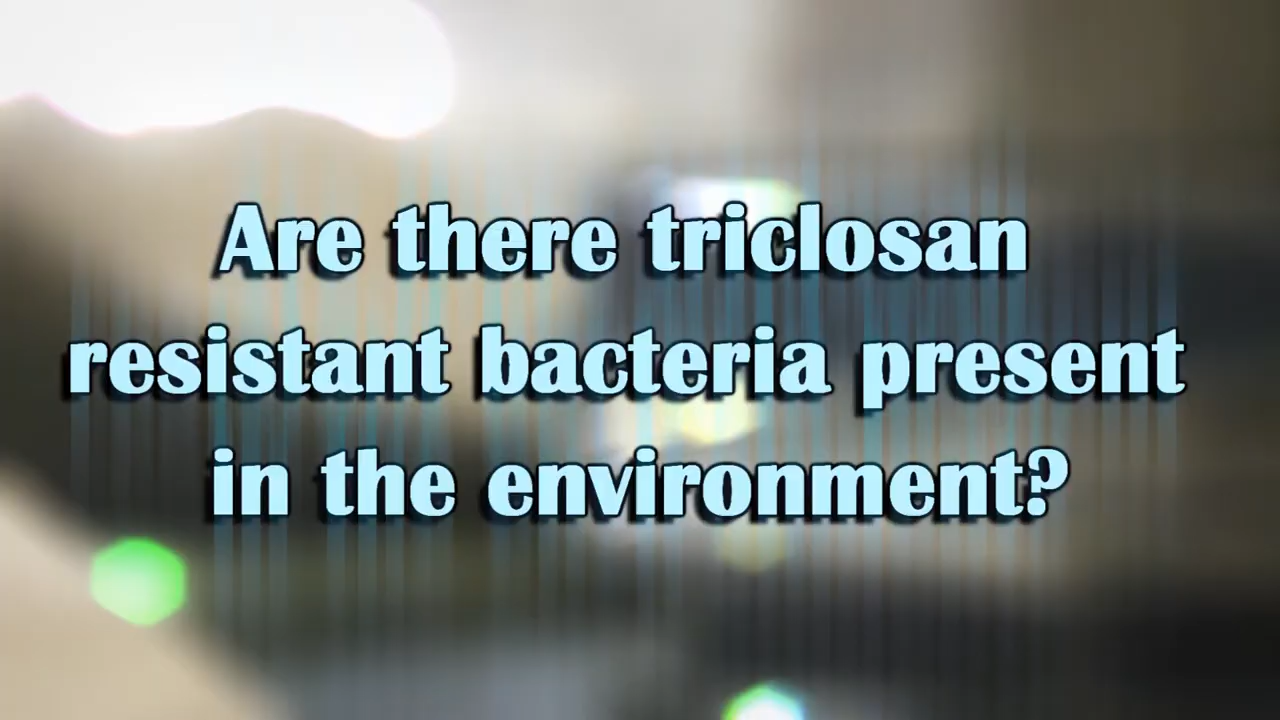 Are there triclosan
resistant bacteria present
in the environment?